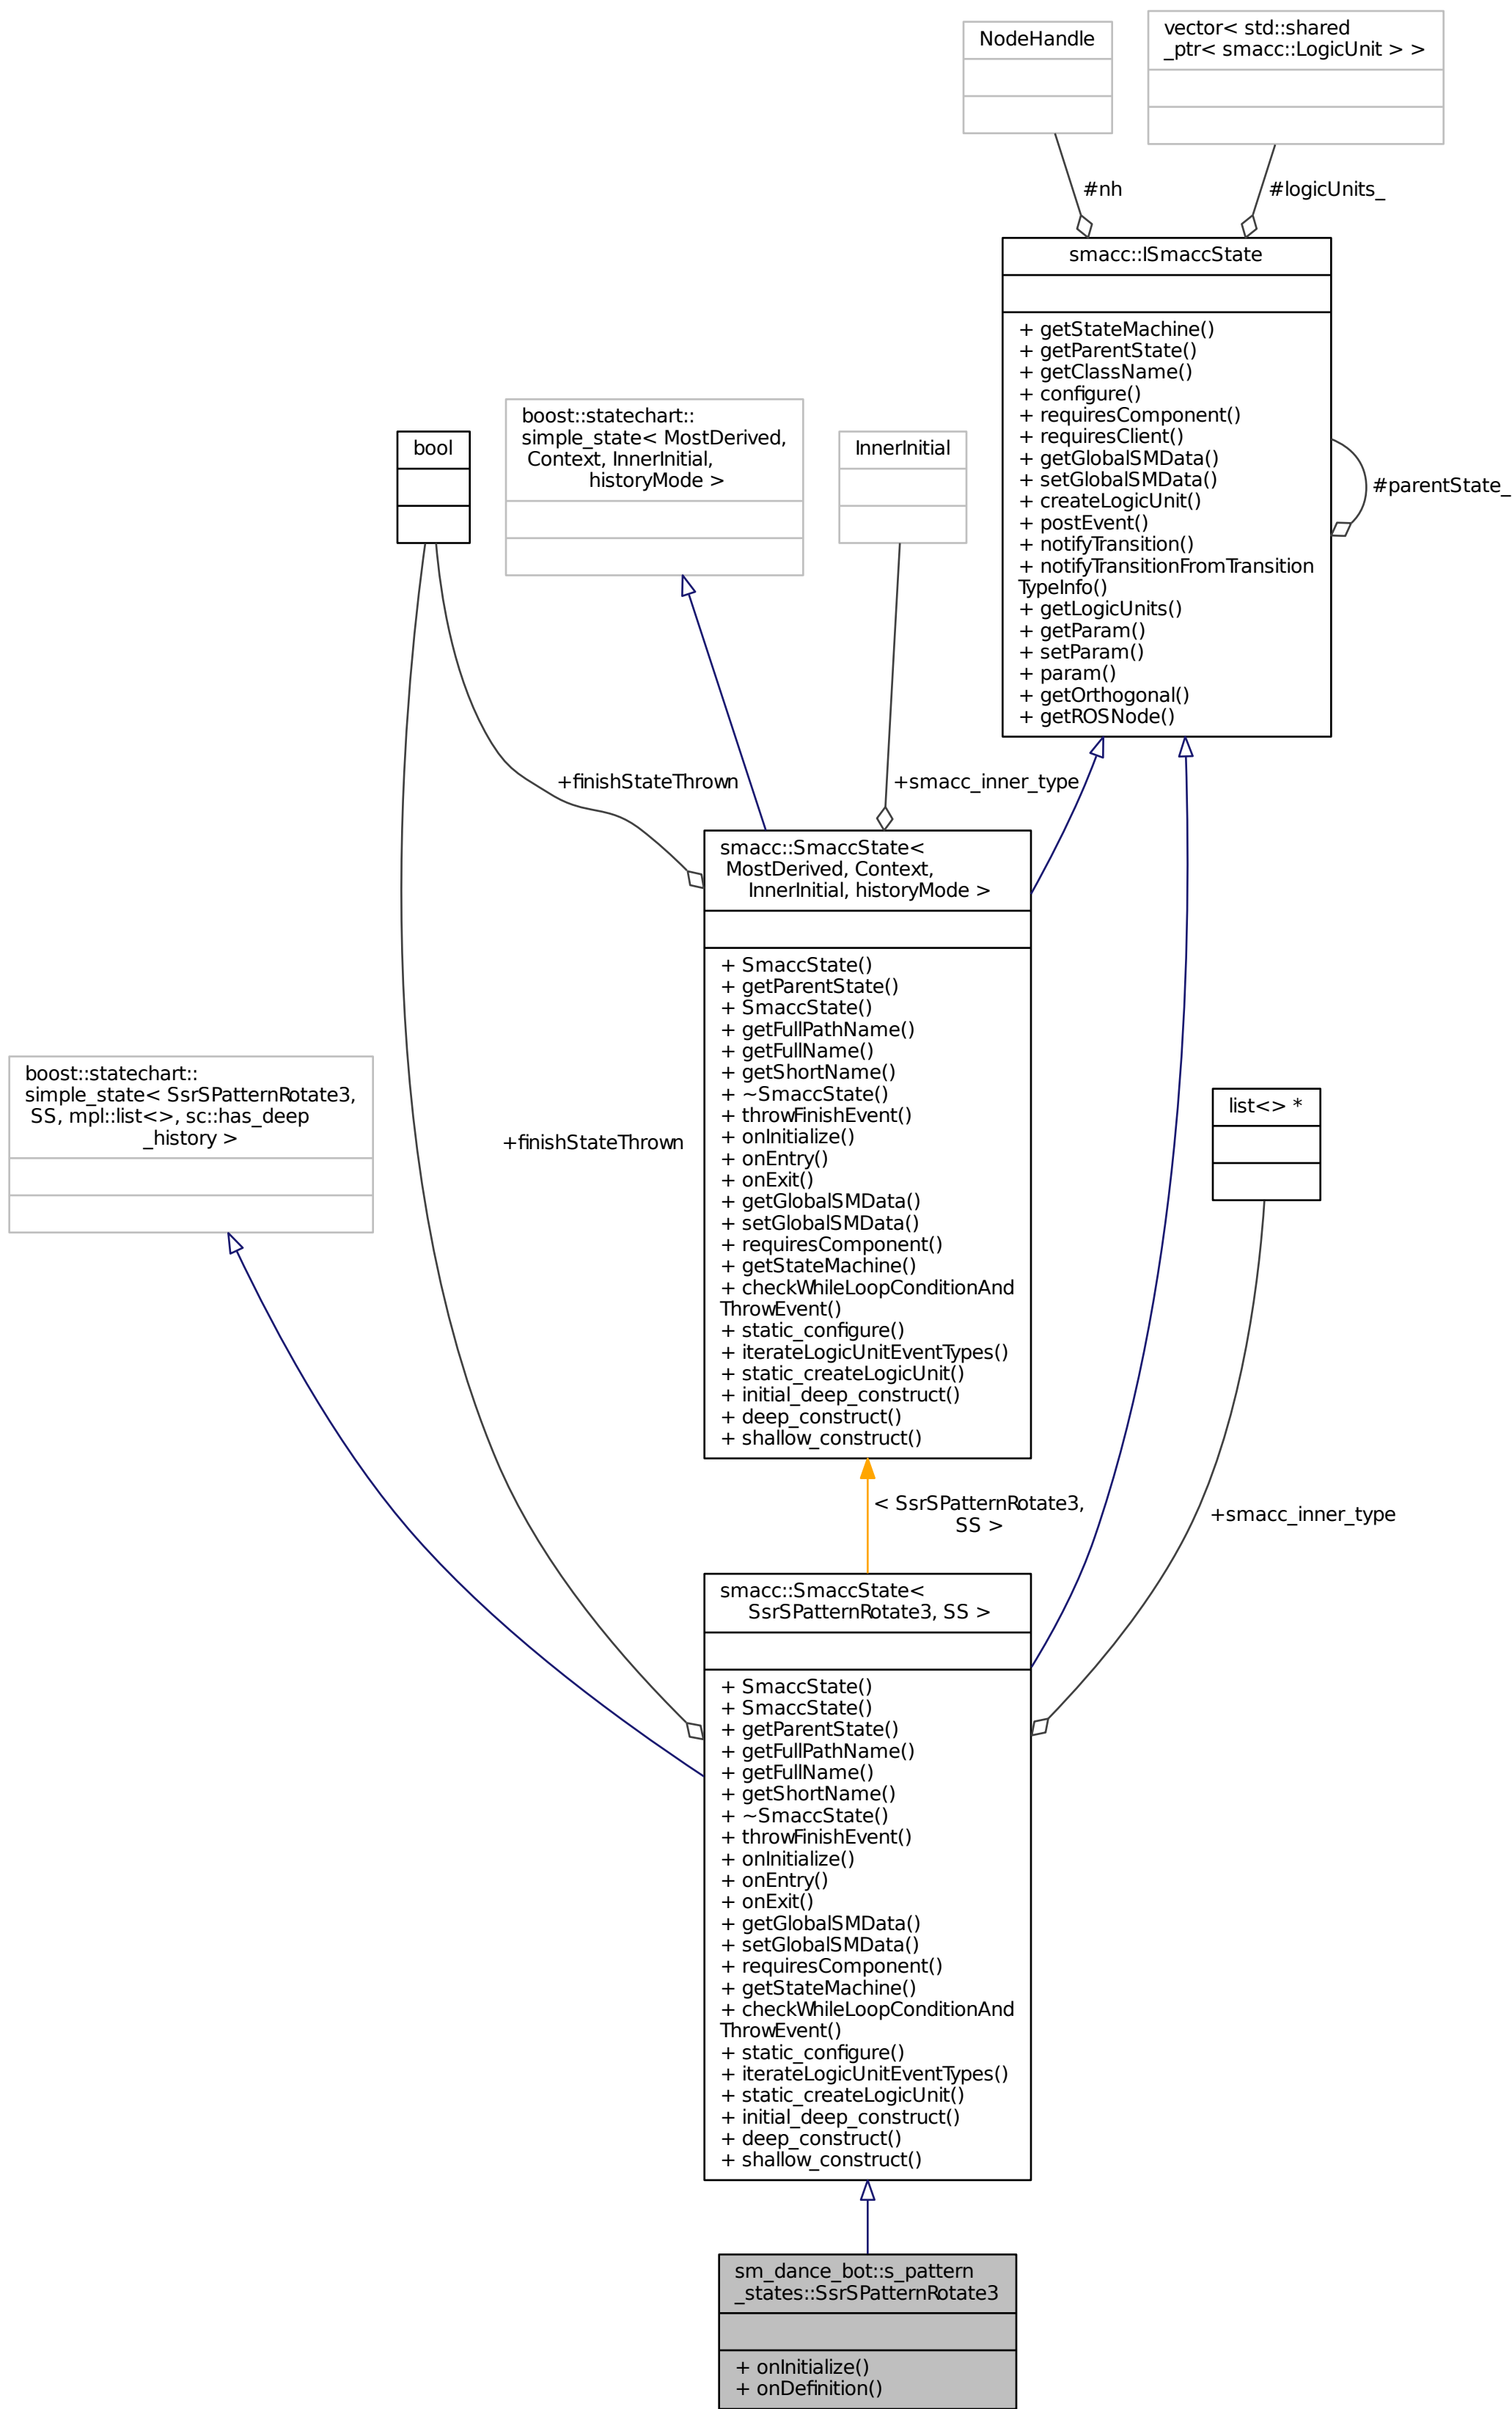 NodeHandle
vector< std::shared
_ptr< smacc::LogicUnit > >
#nh
#logicUnits_
smacc::ISmaccState
+ getStateMachine()
+ getParentState()
+ getClassName()
+ configure()
+ requiresComponent()
+ requiresClient()
+ getGlobalSMData()
+ setGlobalSMData()
+ createLogicUnit()
+ postEvent()
+ notifyTransition()
+ notifyTransitionFromTransition
TypeInfo()
+ getLogicUnits()
+ getParam()
+ setParam()
+ param()
+ getOrthogonal()
+ getROSNode()
#parentState_
bool
boost::statechart::
simple_state< MostDerived,
Context, InnerInitial,
historyMode >
InnerInitial
+finishStateThrown
+smacc_inner_type
smacc::SmaccState<
MostDerived, Context,
InnerInitial, historyMode >
+ SmaccState()
+ getParentState()
+ SmaccState()
+ getFullPathName()
+ getFullName()
+ getShortName()
+ ~SmaccState()
+ throwFinishEvent()
+ onInitialize()
+ onEntry()
+ onExit()
+ getGlobalSMData()
+ setGlobalSMData()
+ requiresComponent()
+ getStateMachine()
+ checkWhileLoopConditionAnd
ThrowEvent()
+ static_configure()
+ iterateLogicUnitEventTypes()
+ static_createLogicUnit()
+ initial_deep_construct()
+ deep_construct()
+ shallow_construct()
boost::statechart::
simple_state< SsrSPatternRotate3,
SS, mpl::list<>, sc::has_deep
_history >
+finishStateThrown
list<> *
< SsrSPatternRotate3,
SS >
+smacc_inner_type
smacc::SmaccState<
SsrSPatternRotate3, SS >
+ SmaccState()
+ SmaccState()
+ getParentState()
+ getFullPathName()
+ getFullName()
+ getShortName()
+ ~SmaccState()
+ throwFinishEvent()
+ onInitialize()
+ onEntry()
+ onExit()
+ getGlobalSMData()
+ setGlobalSMData()
+ requiresComponent()
+ getStateMachine()
+ checkWhileLoopConditionAnd
ThrowEvent()
+ static_configure()
+ iterateLogicUnitEventTypes()
+ static_createLogicUnit()
+ initial_deep_construct()
+ deep_construct()
+ shallow_construct()
sm_dance_bot::s_pattern
_states::SsrSPatternRotate3
+ onInitialize()
+ onDefinition()